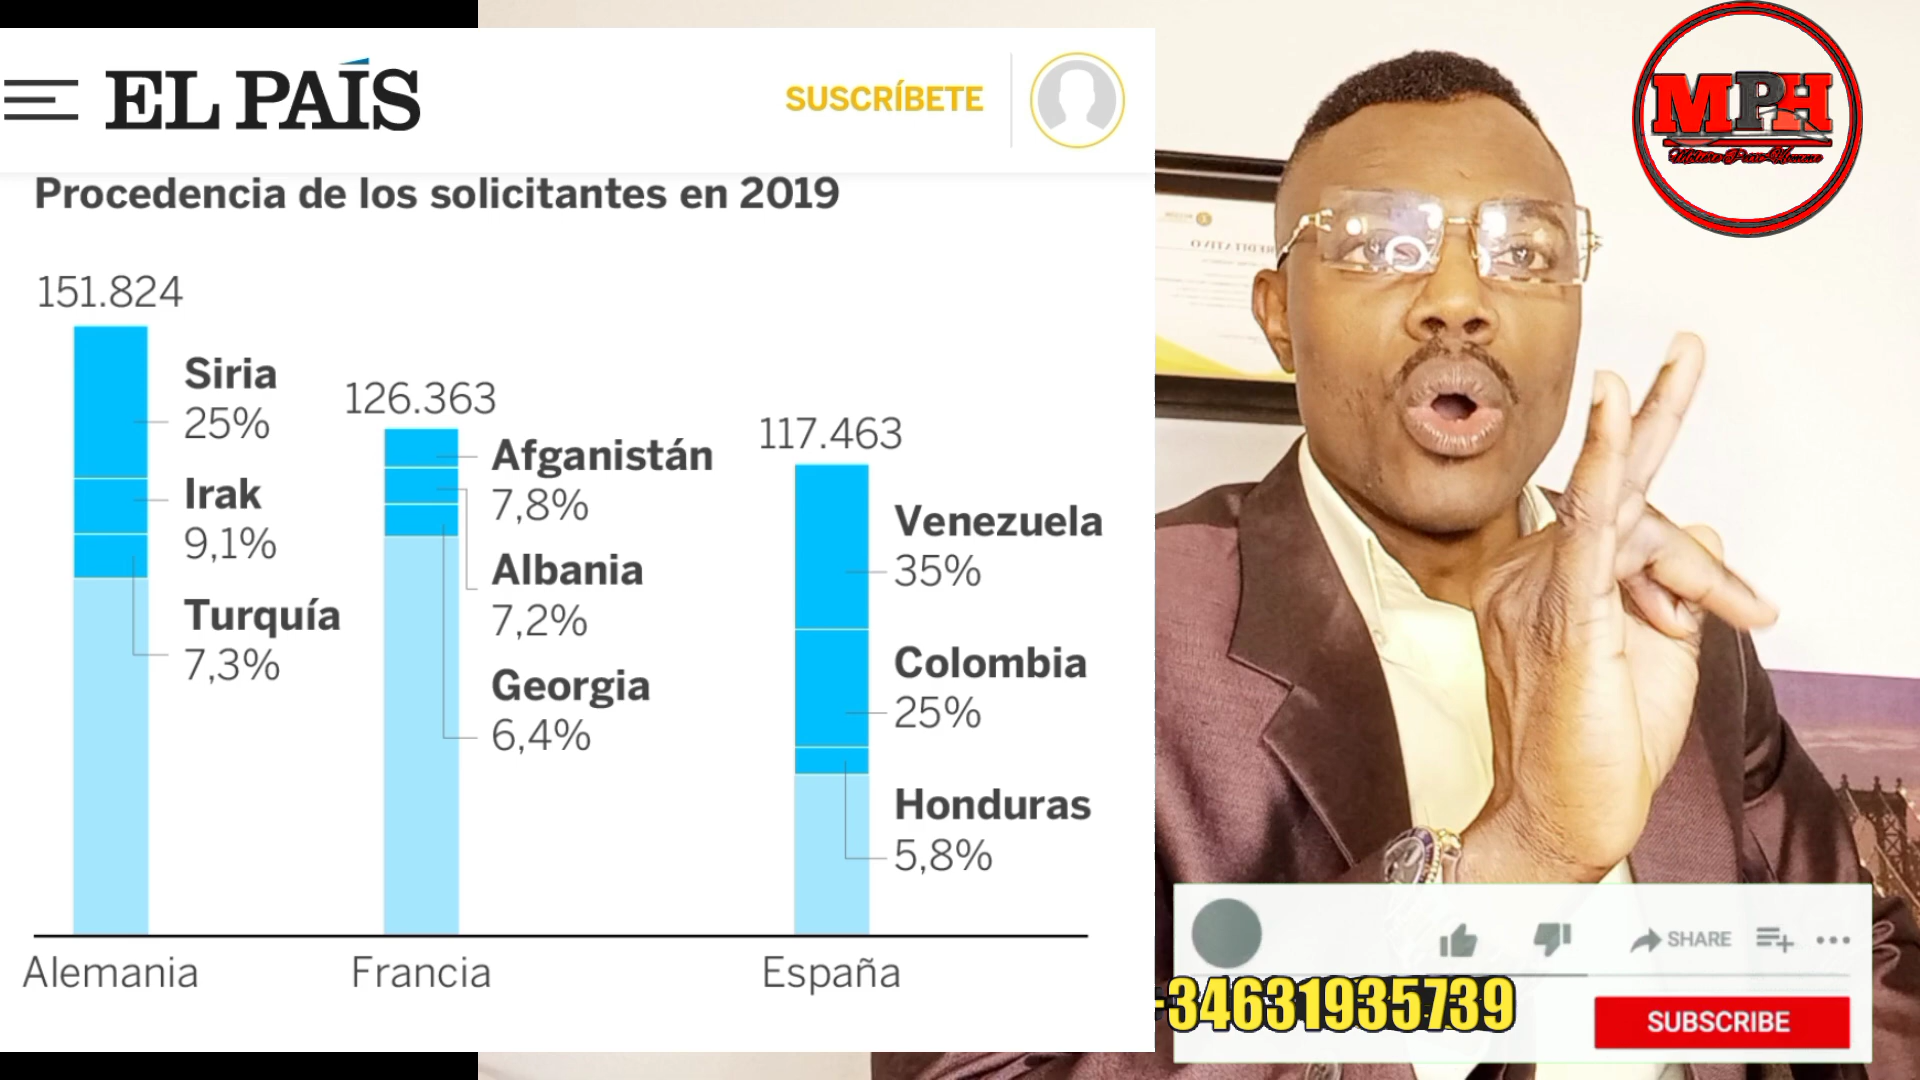 EL PAÍS
SUSCRÍBETE
Procedencia de los solicitantes en 2019
151.824
Siria
25%
Irak
9,1%
Turquía
7,3%
Alemania
126.363
Afganistán
7,8%
Albania
7,2%
Georgia
6,4%
Francia
117.463
Venezuela
35%
Colombia
25%
Honduras
5,8%
España
MPH
SHARE
34631935739
SUBSCRIBE